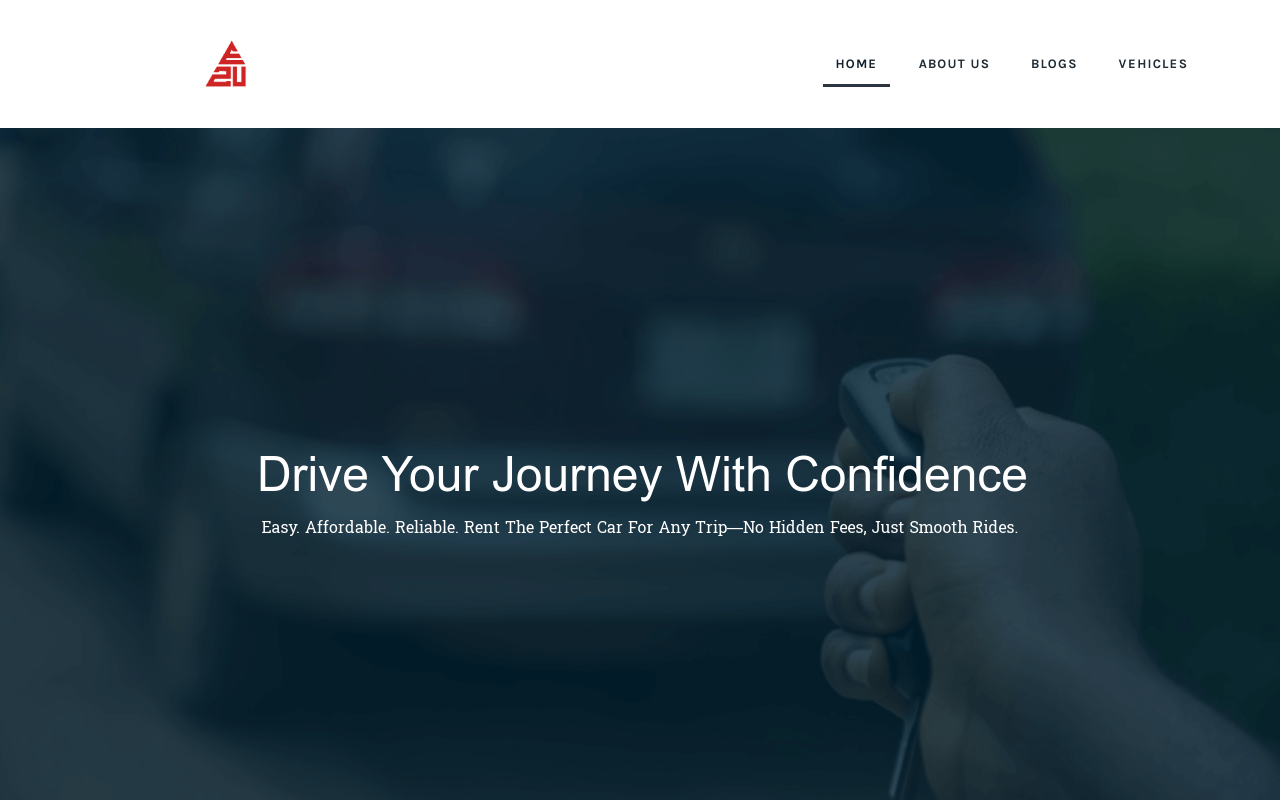 HOME ABOUT US BLOGS VEHICLES
Drive Your Journey With Confidence
Easy. Affordable. Reliable. Rent The Perfect Car For Any Trip—No Hidden Fees, Just Smooth Rides.